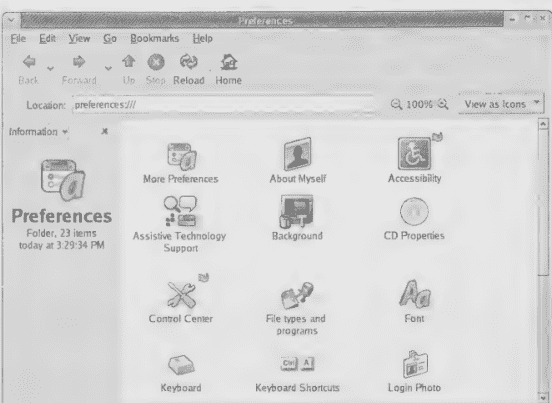 Preferences
File Edit View Go Bookmarks Help
Back Forward Up Stop Reload Home
Location: preferences:/// 100% View as Icons
Information
Preferences
Folder, 23 items
today at 3:29:34 PM
More Preferences About Myself Accessibility
Assistive Technology
Support
Background CD Properties
Control Center File types and
programs
Font
Ctrl A
Keyboard Keyboard Shortcuts Login Photo